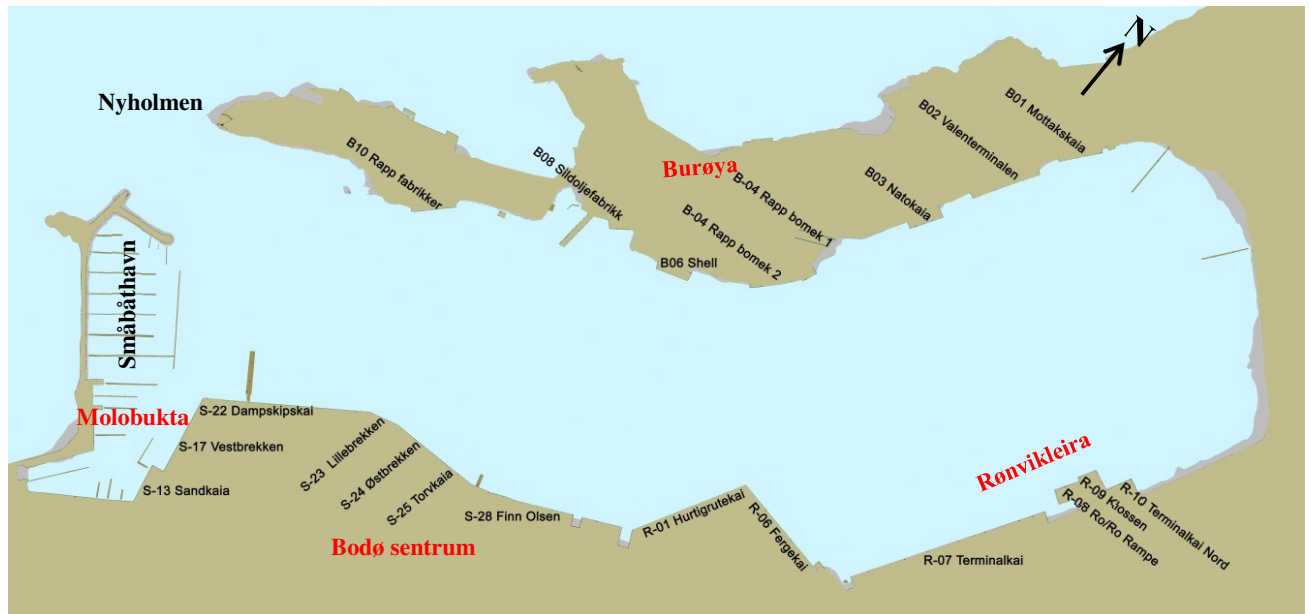 N
Nyholmen
B01 Mottakskaia
B02 Valenterminalen
B03 Natokaia
Burøya
B-04 Rapp bomek 1
B-04 Rapp bomek 2
B06 Shell
B08 Sildoljefabrikk
B10 Rapp fabrikker
Småbåthavn
Molobukta
S-22 Dampskipskai
S-17 Vestbrekken
S-13 Sandkaia
S-23 Lillebrekken
S-24 Østbrekken
S-25 Torvkaia
S-28 Finn Olsen
Bodø sentrum
R-01 Hurtigrutekai
R-06 Fergekai
R-07 Terminalkai
Rønvikleira
R-08 Ro/Ro Rampe
R-09 Klossen
R-10 Terminalkai Nord